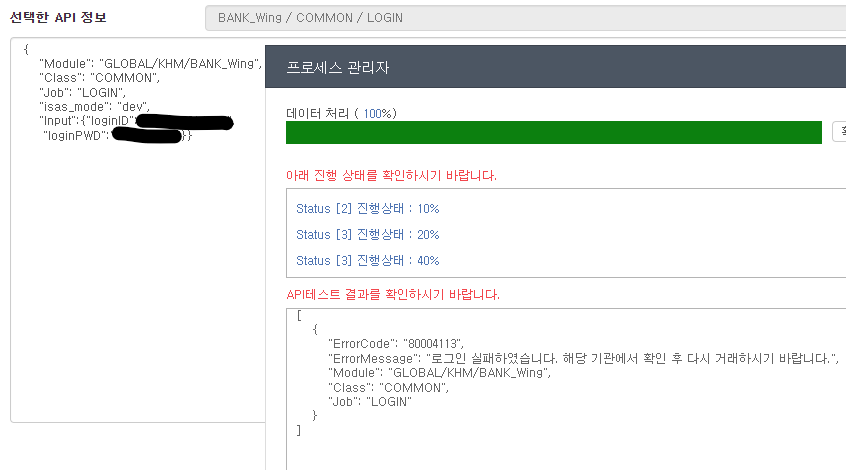 선택한 API 정보
BANK_Wing / COMMON / LOGIN
{
"Module": "GLOBAL/KHM/BANK_Wing",
"Class": "COMMON",
"Job": "LOGIN",
"isas_mode": "dev",
"Input":{"loginID":
"loginPWD": }}
프로세스 관리자
데이터 처리 ( 100%)
아래 진행 상태를 확인하시기 바랍니다.
Status [2] 진행상태 : 10%
Status [3] 진행상태 : 20%
Status [3] 진행상태 : 40%
API테스트 결과를 확인하시기 바랍니다.
[
{
"ErrorCode": "80004113",
"ErrorMessage": "로그인 실패하였습니다. 해당 기관에서 확인 후 다시 거래하시기 바랍니다.",
"Module": "GLOBAL/KHM/BANK_Wing",
"Class": "COMMON",
"Job": "LOGIN"
}
]